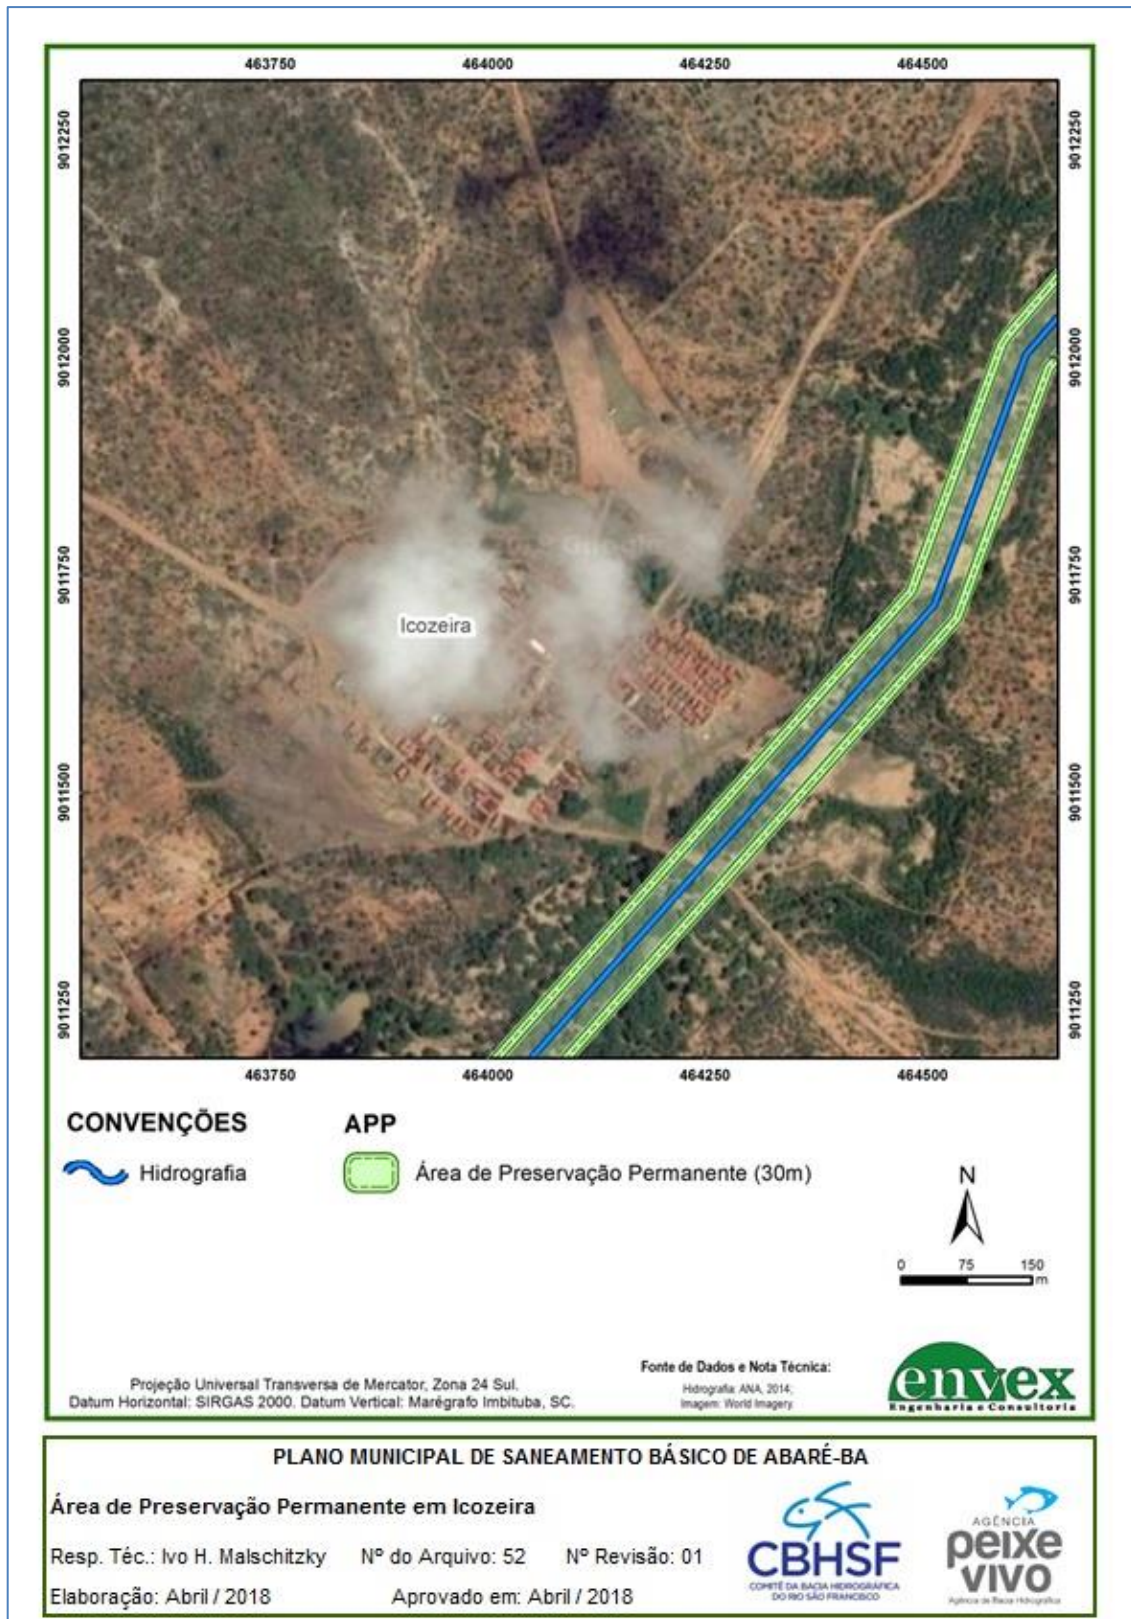 463750 464000 464250 464500
9012250 9012250
9012000 9012000
9011750 9011750
Icozeira
9011500 9011500
9011250 9011250
463750 464000 464250 464500
CONVENÇÕES APP
Hidrografia Área de Preservação Permanente (30m)
N
0 75 150
m
Fonte de Dados e Nota Técnica:
Projeção Universal Transversa de Mercator, Zona 24 Sul.
Hidrografia: ANA, 2014;
Datum Horizontal: SIRGAS 2000. Datum Vertical: Marégrafo Imbituba, SC.
Imagem: World Imagery
envex
Engenharia e Consultoria
PLANO MUNICIPAL DE SANEAMENTO BÁSICO DE ABARÉ-BA
Área de Preservação Permanente em Icozeira
Resp. Téc.: Ivo H. Malschitzky Nº do Arquivo: 52 Nº Revisão: 01
Elaboração: Abril / 2018 Aprovado em: Abril / 2018
CBHSF
COMITÊ DA BACIA HIDROGRÁFICA
DO RIO SÃO FRANCISCO
AGÊNCIA
peixe
vivo
Agência de Bacia Hidrográfica